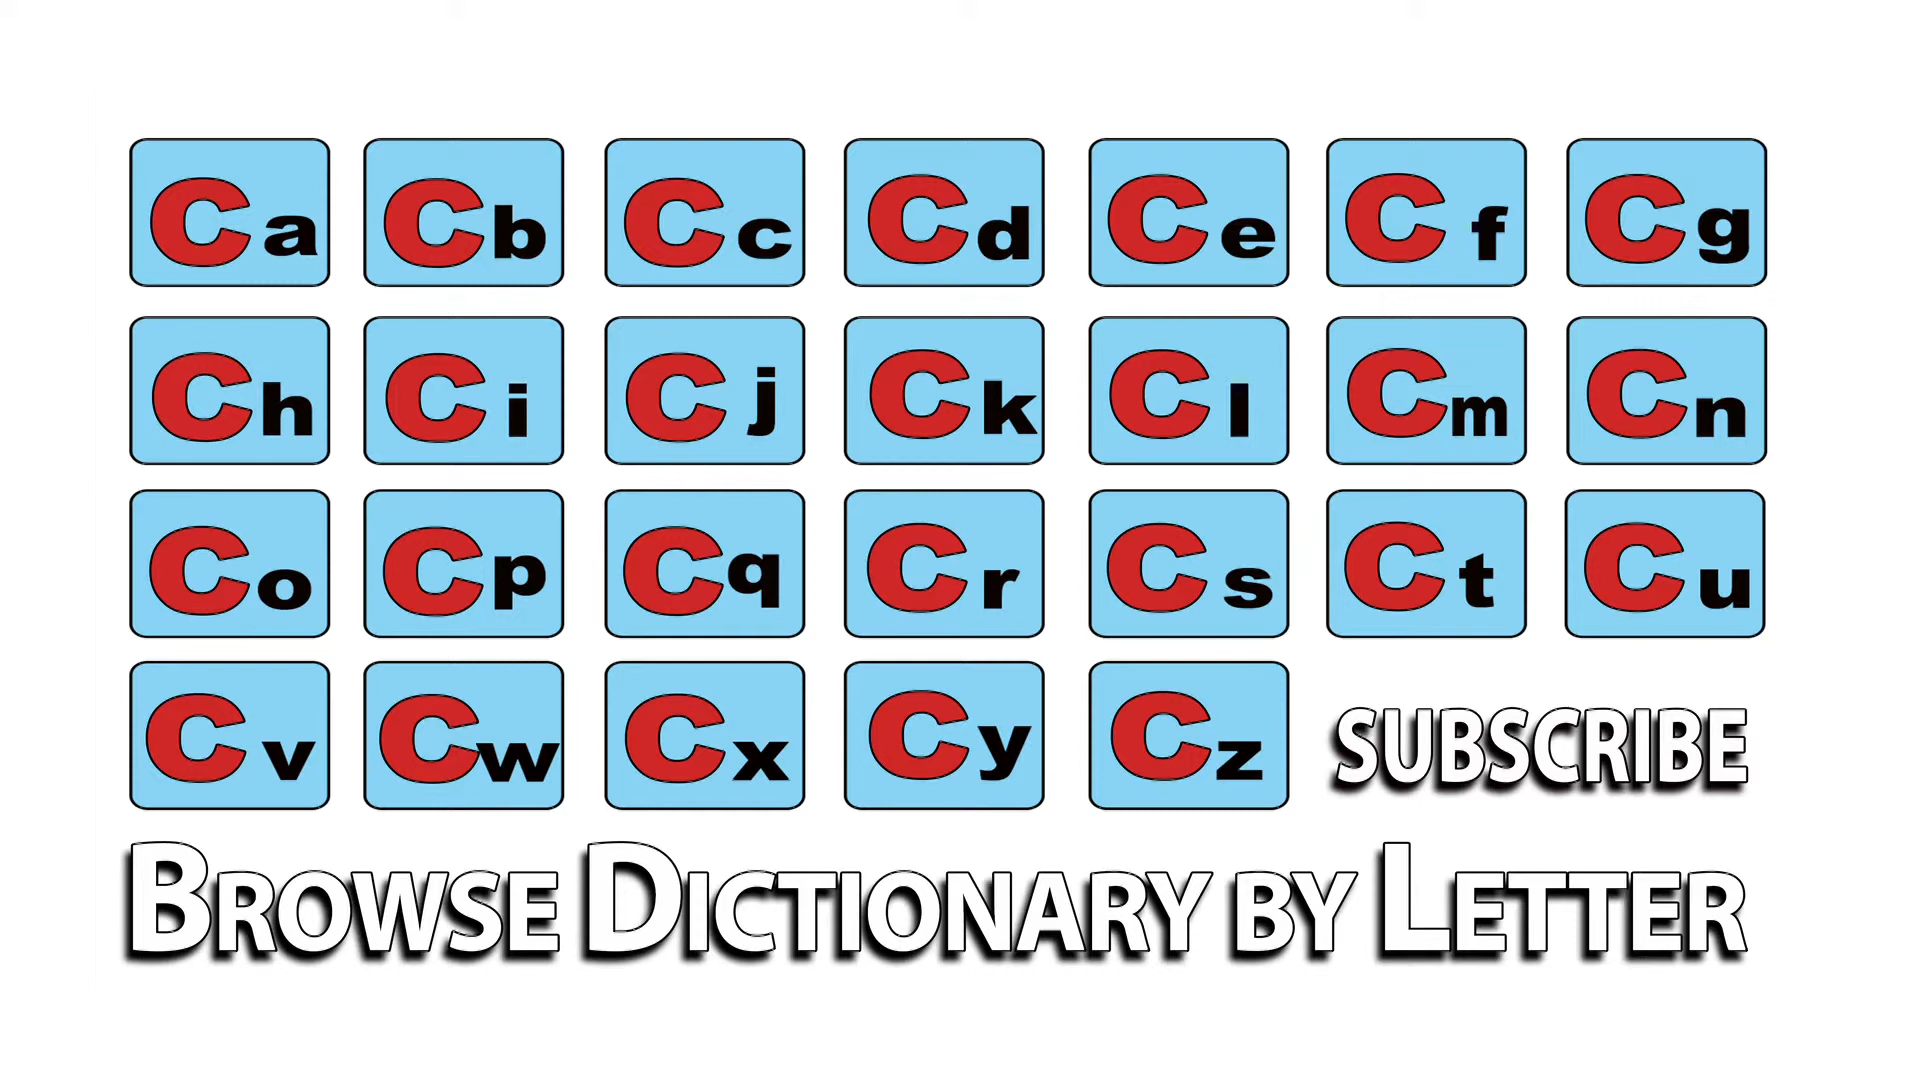 Ca Cb Cc Cd Ce Cf Cg
Ch Ci Cj Ck Cl Cm Cn
Co Cp Cq Cr Cs Ct Cu
Cv Cw Cx Cy Cz SUBSCRIBE
BROWSE DICTIONARY BY LETTER